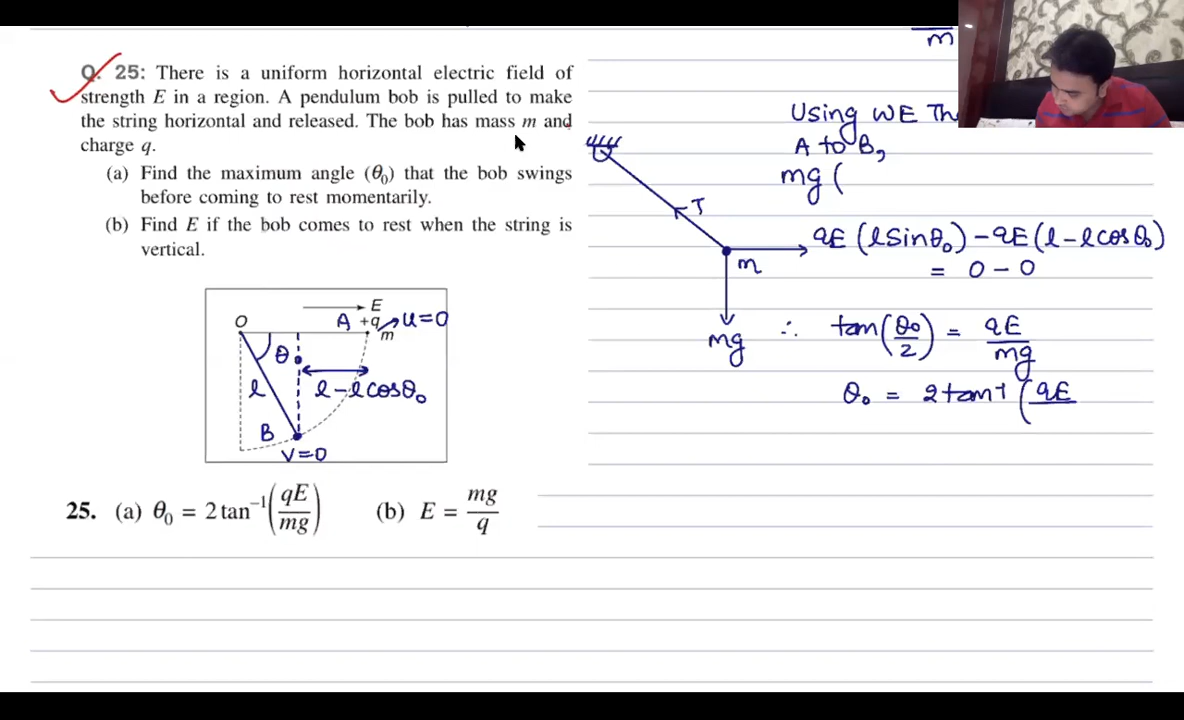 Q. 25: There is a uniform horizontal electric field of
strength E in a region. A pendulum bob is pulled to make
the string horizontal and released. The bob has mass m and
charge q.
(a) Find the maximum angle (θ₀) that the bob swings
before coming to rest momentarily.
(b) Find E if the bob comes to rest when the string is
vertical.
E
O A +q u=0
m
θ₀
l l-lcosθ₀
B
V=0
25. (a) θ₀ = 2 tan⁻¹(qE/mg) (b) E = mg/q
m
Using WE Th
A to B,
mg (
T
qE (lSinθ₀) - qE (l-lcosθ₀)
m
= 0 - 0
mg
∴ tan(θ₀/2) = qE/mg
θ₀ = 2tan⁻¹(qE